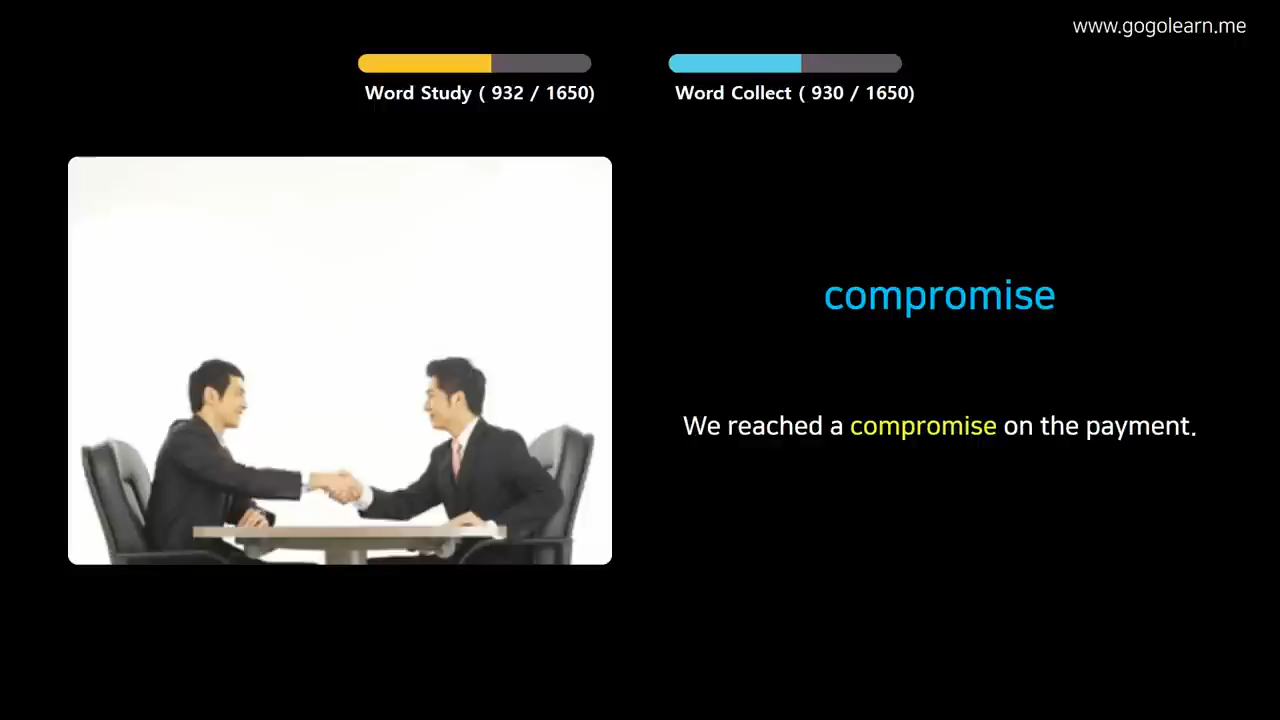 www.gogolearn.me
Word Study ( 932 / 1650)
Word Collect ( 930 / 1650)
compromise
We reached a compromise on the payment.